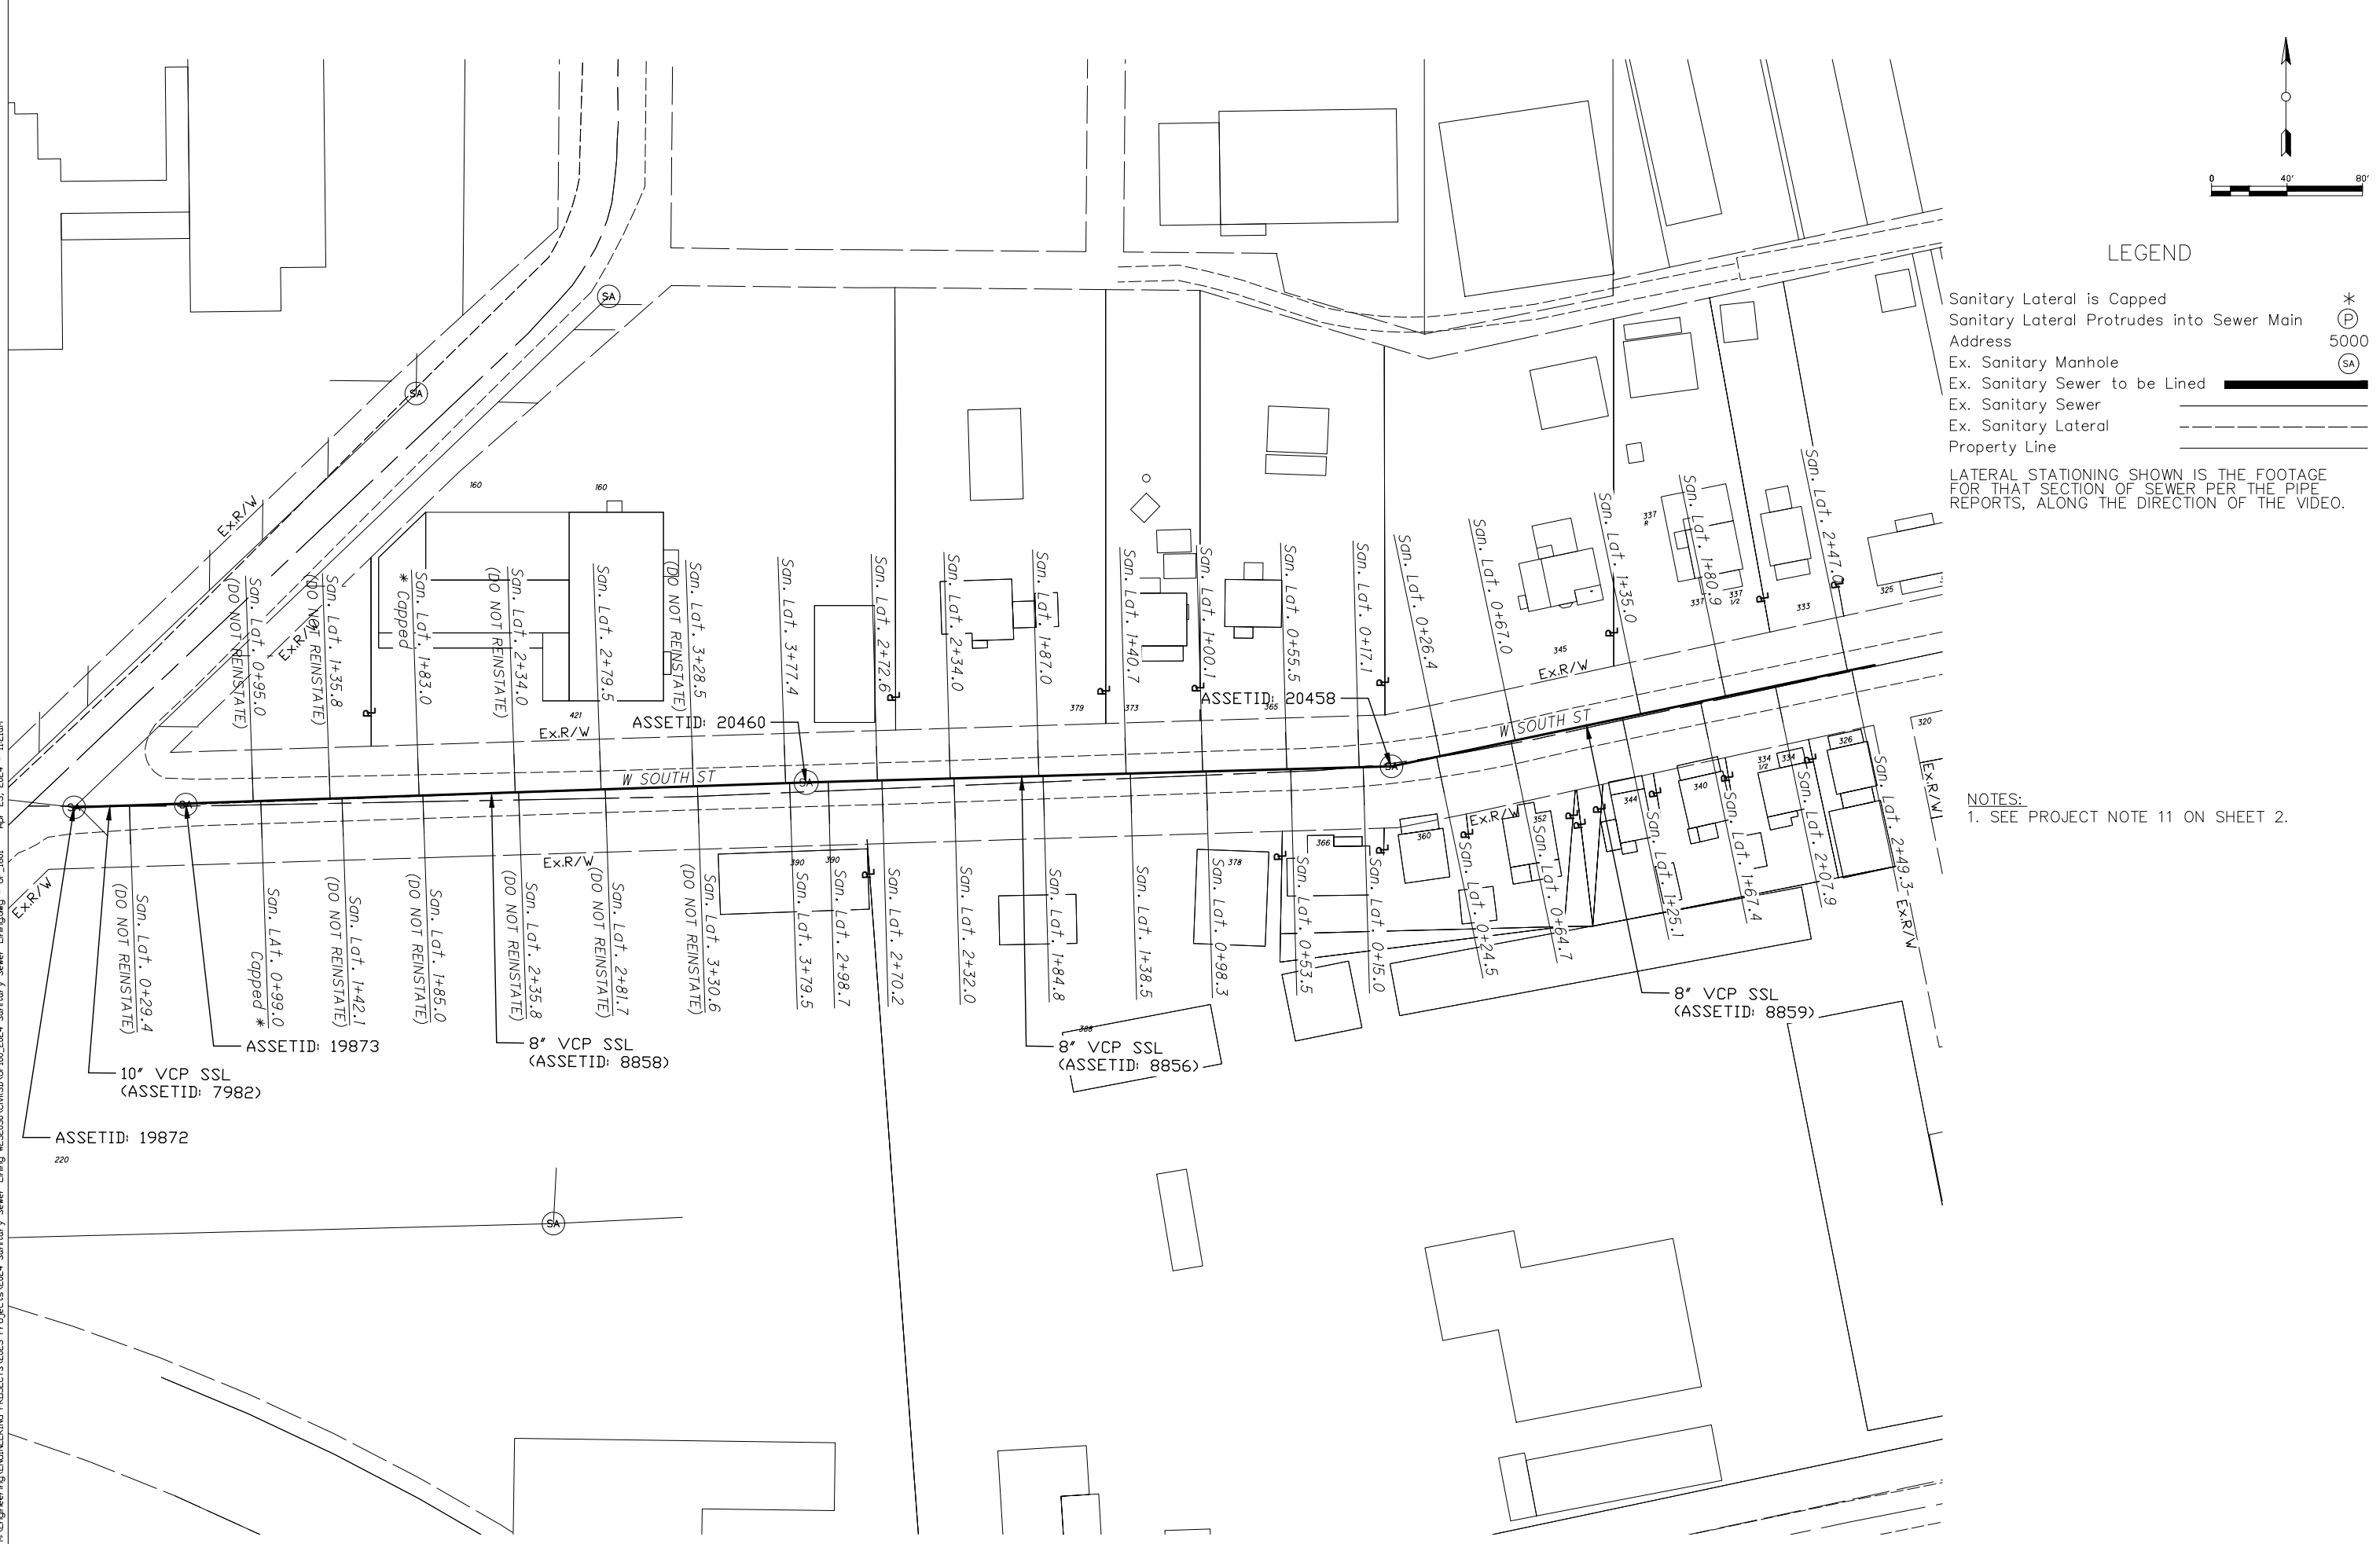 0 40' 80'
LEGEND
Sanitary Lateral is Capped *
Sanitary Lateral Protrudes into Sewer Main P
Address 5000
Ex. Sanitary Manhole SA
Ex. Sanitary Sewer to be Lined
Ex. Sanitary Sewer
Ex. Sanitary Lateral
Property Line
LATERAL STATIONING SHOWN IS THE FOOTAGE
FOR THAT SECTION OF SEWER PER THE PIPE
REPORTS, ALONG THE DIRECTION OF THE VIDEO.
NOTES:
1. SEE PROJECT NOTE 11 ON SHEET 2.
SA
SA
160
160
Ex.R/W
Ex.R/W
San. Lat. 0+95.0
(DO NOT REINSTATE)
San. Lat. 1+35.8
(DO NOT REINSTATE)
San. Lat. 1+83.0
* Capped
San. Lat. 2+34.0
(DO NOT REINSTATE)
San. Lat. 2+79.5
San. Lat. 3+28.5
(DO NOT REINSTATE)
San. Lat. 3+77.4
San. Lat. 2+72.6
San. Lat. 2+34.0
San. Lat. 1+87.0
San. Lat. 1+40.7
San. Lat. 1+00.1
San. Lat. 0+55.5
San. Lat. 0+17.1
San. Lat. 0+26.4
San. Lat. 0+67.0
San. Lat. 1+35.0
San. Lat. 1+80.9
San. Lat. 2+47.0
337
R
337
337
1/2
333
325
345
Ex.R/W
421
379
373
365
ASSETID: 20460
ASSETID: 20458
Ex.R/W
W SOUTH ST
W SOUTH ST
SA
SA
SA
SA
Ex.R/W
Ex.R/W
Ex.R/W
Ex.R/W
Ex.R/W
390
390
378
366
360
352
344
340
334
1/2
334
326
320
San. Lat. 0+29.4
(DO NOT REINSTATE)
San. LAt. 0+99.0
Capped *
San. Lat. 1+42.1
(DO NOT REINSTATE)
San. Lat. 1+85.0
(DO NOT REINSTATE)
San. Lat. 2+35.8
(DO NOT REINSTATE)
San. Lat. 2+81.7
(DO NOT REINSTATE)
San. Lat. 3+30.6
(DO NOT REINSTATE)
San. Lat. 3+79.5
San. Lat. 2+98.7
San. Lat. 2+70.2
San. Lat. 2+32.0
San. Lat. 1+84.8
San. Lat. 1+38.5
San. Lat. 0+98.3
San. Lat. 0+53.5
San. Lat. 0+15.0
San. Lat. 0+24.5
San. Lat. 0+64.7
San. Lat. 1+25.1
San. Lat. 1+67.4
San. Lat. 2+07.9
San. Lat. 2+49.3
388
8" VCP SSL
(ASSETID: 8859)
8" VCP SSL
(ASSETID: 8856)
8" VCP SSL
(ASSETID: 8858)
ASSETID: 19873
10" VCP SSL
(ASSETID: 7982)
ASSETID: 19872
220
SA